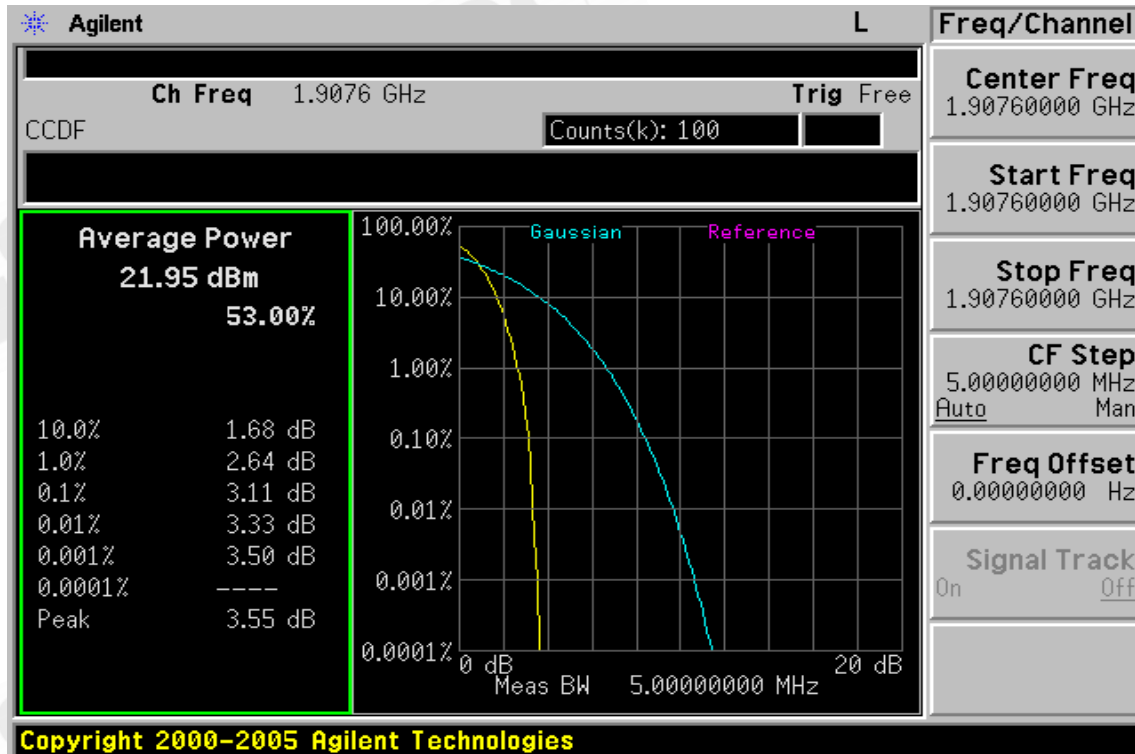 Agilent L
Ch Freq 1.9076 GHz Trig Free
CCDF Counts(k): 100
Average Power
21.95 dBm
53.00%
10.0% 1.68 dB
1.0% 2.64 dB
0.1% 3.11 dB
0.01% 3.33 dB
0.001% 3.50 dB
0.0001% ----
Peak 3.55 dB
Gaussian Reference
100.00%
10.00%
1.00%
0.10%
0.01%
0.001%
0.0001%
0 dB 20 dB
Meas BW 5.00000000 MHz
Freq/Channel
Center Freq
1.90760000 GHz
Start Freq
1.90760000 GHz
Stop Freq
1.90760000 GHz
CF Step
5.00000000 MHz
Auto Man
Freq Offset
0.00000000 Hz
Signal Track
On Off
Copyright 2000-2005 Agilent Technologies